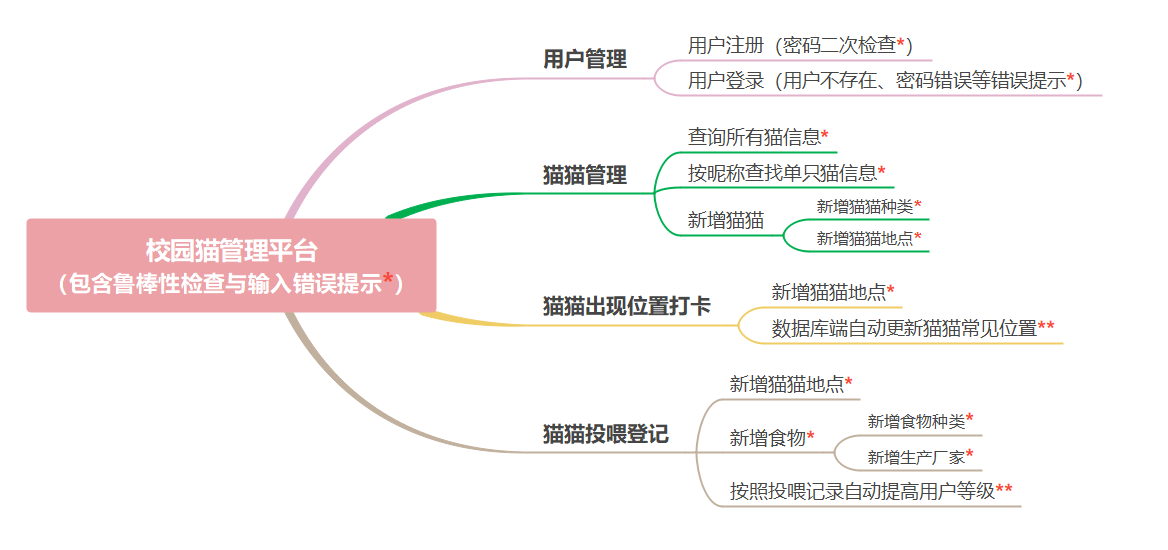 校园猫管理平台
（包含鲁棒性检查与输入错误提示*）
用户管理
用户注册（密码二次检查*）
用户登录（用户不存在、密码错误等错误提示*）
猫猫管理
查询所有猫信息*
按昵称查找单只猫信息*
新增猫猫
新增猫猫种类*
新增猫猫地点*
猫猫出现位置打卡
新增猫猫地点*
数据库端自动更新猫猫常见位置**
猫猫投喂登记
新增猫猫地点*
新增食物*
新增食物种类*
新增生产厂家*
按照投喂记录自动提高用户等级**